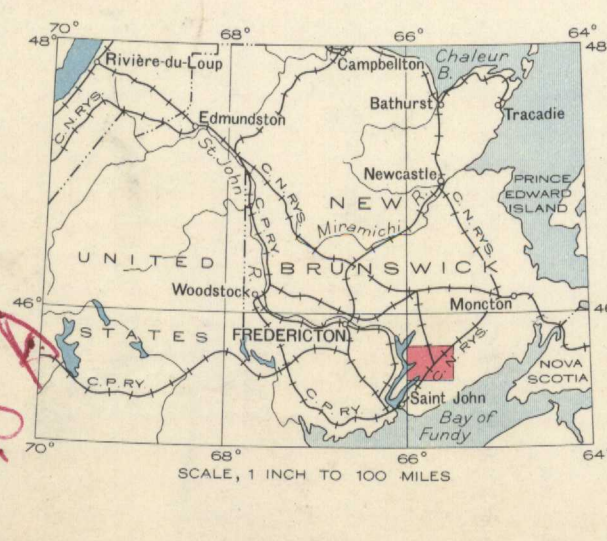 70° 68° 66° 64°
48° 48
Rivière-du-Loup
Campbellton
Chaleur
B.
Bathurst
Tracadie
C.N.RYS.
Edmundston
St. John
R.
Newcastle
PRINCE
EDWARD
ISLAND
C.N.RYS.
C.P.RY.
NEW
Miramichi R.
C.N.RYS.
UNITED
BRUNSWICK
Woodstock
Moncton
46° 46
STATES
FREDERICTON
C.N.RYS.
NOVA
SCOTIA
C.P.RY
C.P.RY
Saint John
Bay of
Fundy
70° 68° 66° 64
SCALE, 1 INCH TO 100 MILES